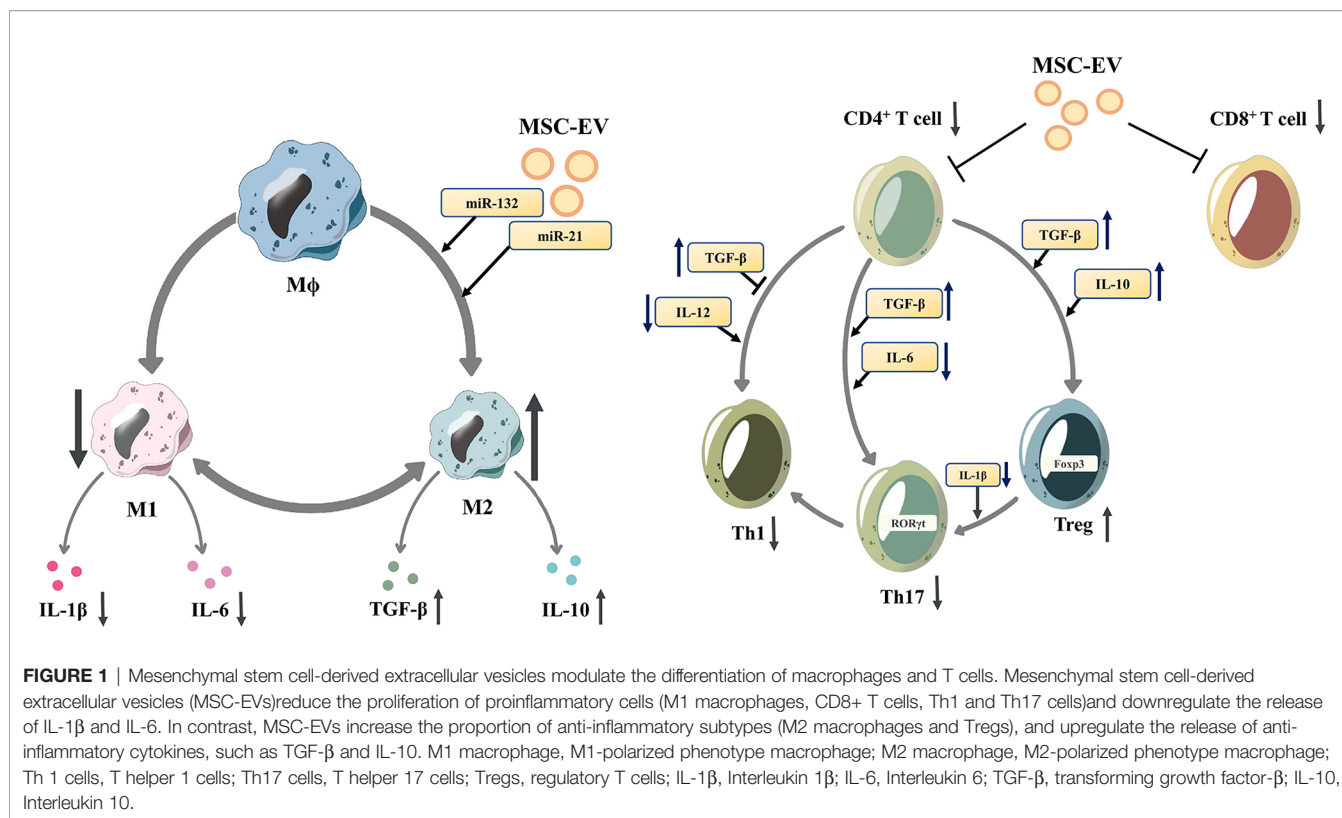 MSC-EV
miR-132
miR-21
Mϕ
M1
M2
IL-1β
IL-6
TGF-β
IL-10
MSC-EV
CD4⁺ T cell
CD8⁺ T cell
TGF-β
IL-12
TGF-β
IL-6
TGF-β
IL-10
Th1
IL-1β
Foxp3
Treg
RORγt
Th17
FIGURE 1 | Mesenchymal stem cell-derived extracellular vesicles modulate the differentiation of macrophages and T cells. Mesenchymal stem cell-derived
extracellular vesicles (MSC-EVs)reduce the proliferation of proinflammatory cells (M1 macrophages, CD8+ T cells, Th1 and Th17 cells)and downregulate the release
of IL-1β and IL-6. In contrast, MSC-EVs increase the proportion of anti-inflammatory subtypes (M2 macrophages and Tregs), and upregulate the release of anti-
inflammatory cytokines, such as TGF-β and IL-10. M1 macrophage, M1-polarized phenotype macrophage; M2 macrophage, M2-polarized phenotype macrophage;
Th 1 cells, T helper 1 cells; Th17 cells, T helper 17 cells; Tregs, regulatory T cells; IL-1β, Interleukin 1β; IL-6, Interleukin 6; TGF-β, transforming growth factor-β; IL-10,
Interleukin 10.